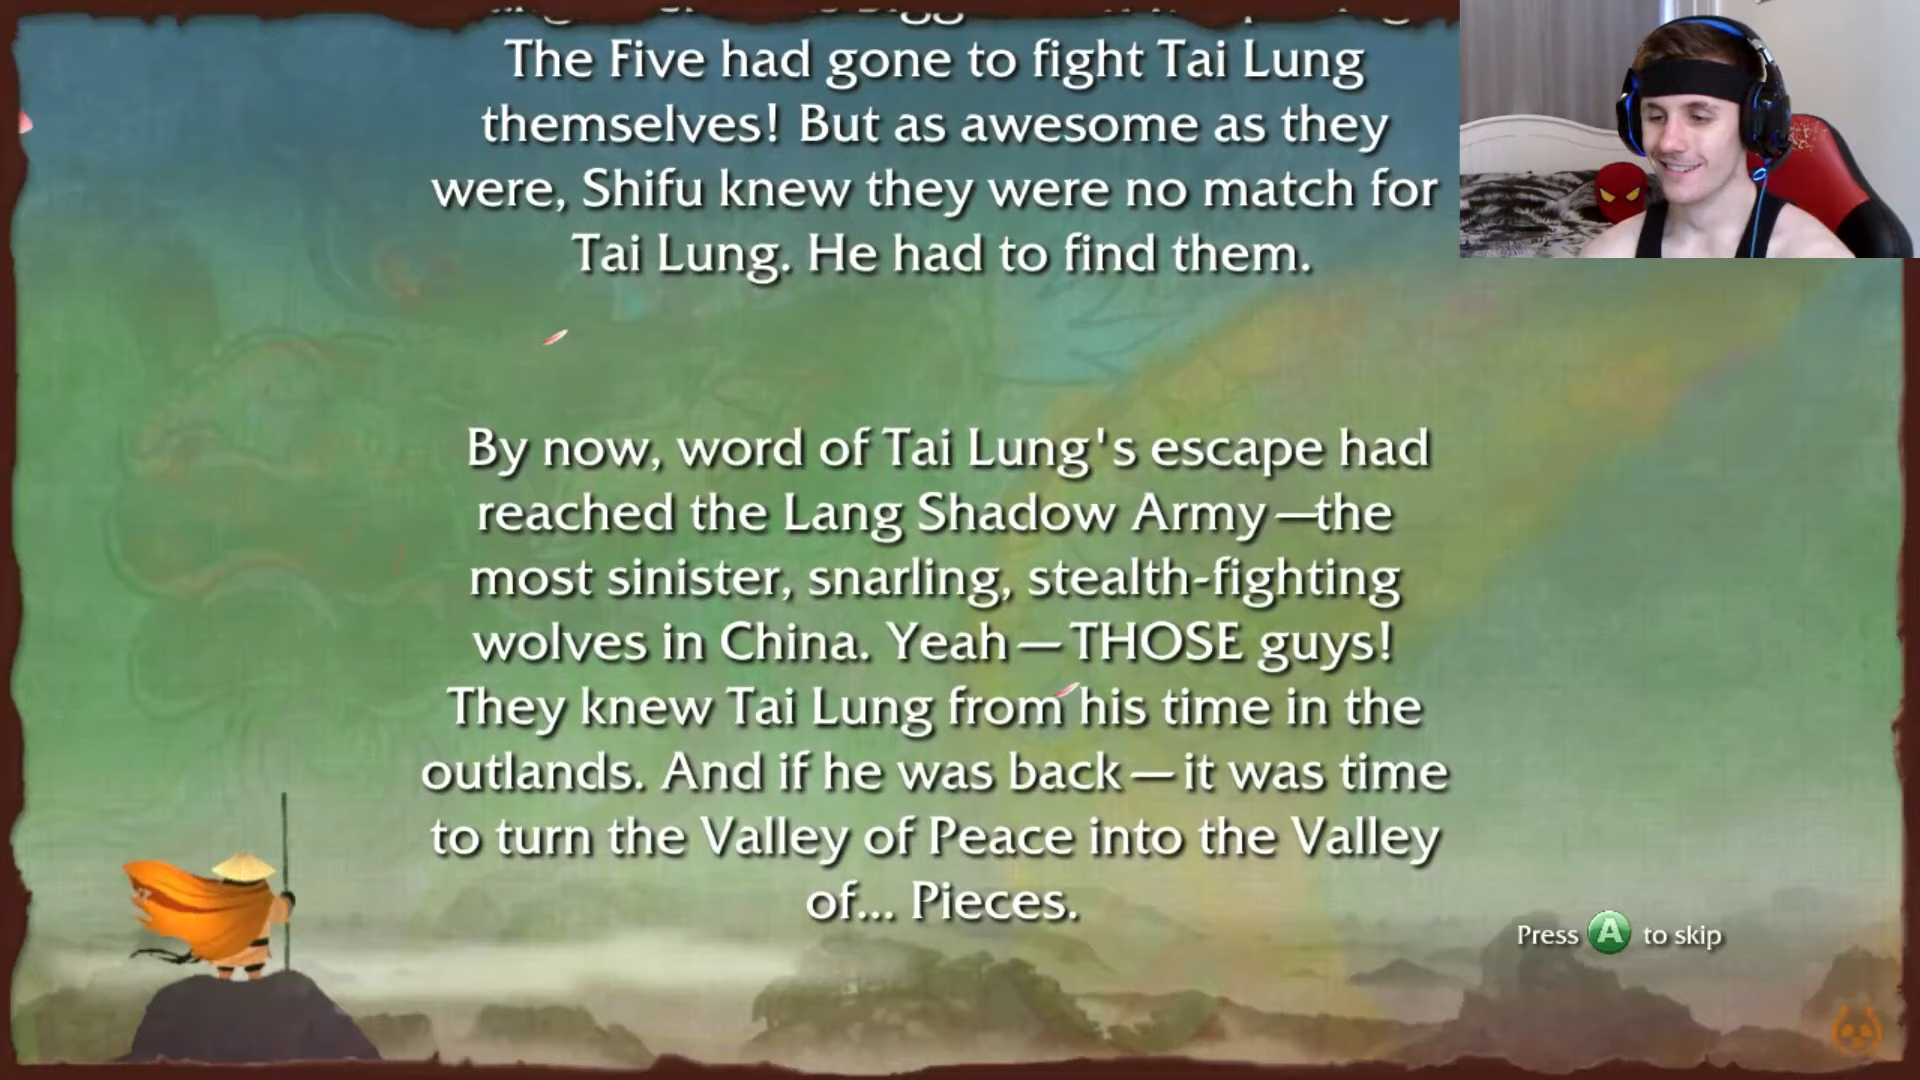 The Five had gone to fight Tai Lung
themselves! But as awesome as they
were, Shifu knew they were no match for
Tai Lung. He had to find them.
By now, word of Tai Lung's escape had
reached the Lang Shadow Army—the
most sinister, snarling, stealth-fighting
wolves in China. Yeah—THOSE guys!
They knew Tai Lung from his time in the
outlands. And if he was back—it was time
to turn the Valley of Peace into the Valley
of... Pieces.
Press A to skip